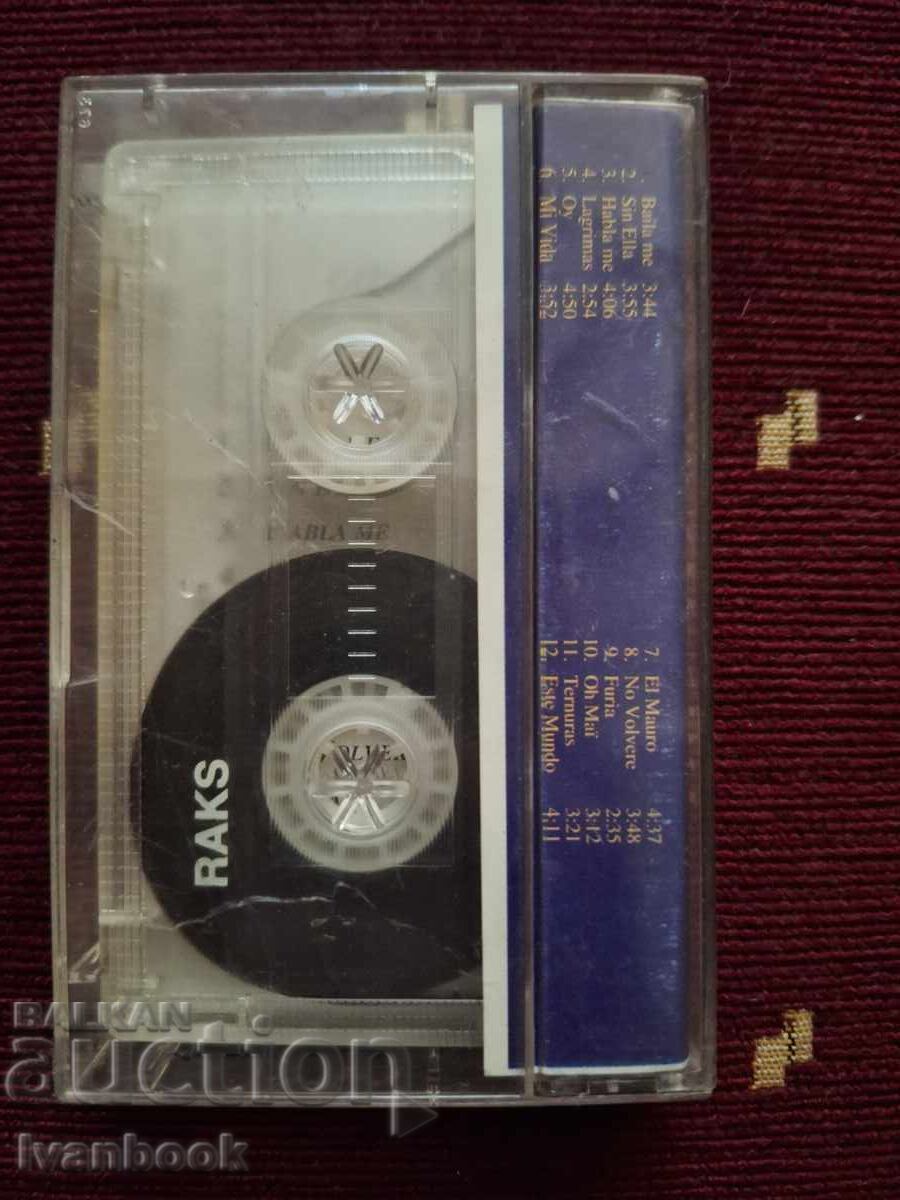 1. Baila me 3:44
2. Sin Ella 3:55
3. Habla me 4:06
4. Lagrimas 2:54
5. Oy 4:50
6. Mi Vida 3:52
7. El Mauro 4:37
8. No Volvere 3:48
9. Furia 2:35
10. Oh Maï 3:12
11. Ternuras 3:21
12. Este Mundo 4:11
ABLA ME
OLVER
RAKS
BALKAN
auction
Ivanbook